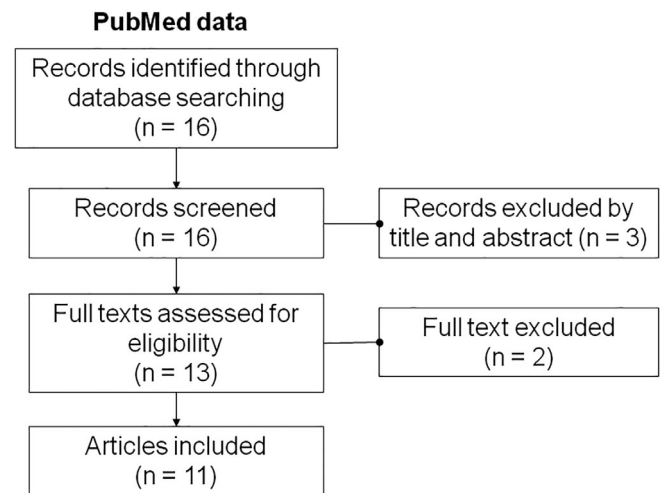 PubMed data
Records identified through
database searching
(n = 16)
Records screened
(n = 16)
Records excluded by
title and abstract (n = 3)
Full texts assessed for
eligibility
(n = 13)
Full text excluded
(n = 2)
Articles included
(n = 11)